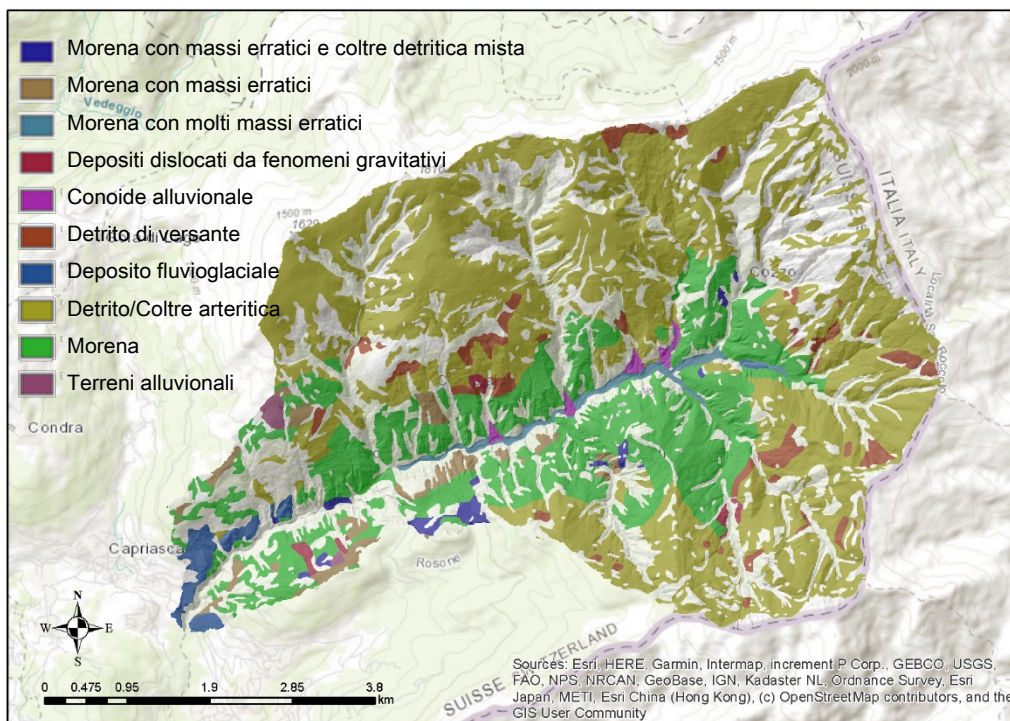 Morena con massi erratici e coltre detritica mista
Morena con massi erratici
Morena con molti massi erratici
Depositi dislocati da fenomeni gravitativi
Conoide alluvionale
Detrito di versante
Deposito fluvioglaciale
Detrito/Coltre arteritica
Morena
Terreni alluvionali
Vedeggio
1500 m
2000 m
1500 m
1629
ITALIA ITALY
Cozzo
Condra
Capriasca
Rosone
SUISSE
SWITZERLAND
N
W
E
S
0 0.475 0.95 1.9 2.85 3.8
km
Sources: Esri, HERE, Garmin, Intermap, increment P Corp., GEBCO, USGS,
FAO, NPS, NRCAN, GeoBase, IGN, Kadaster NL, Ordnance Survey, Esri
Japan, METI, Esri China (Hong Kong), (c) OpenStreetMap contributors, and the
GIS User Community